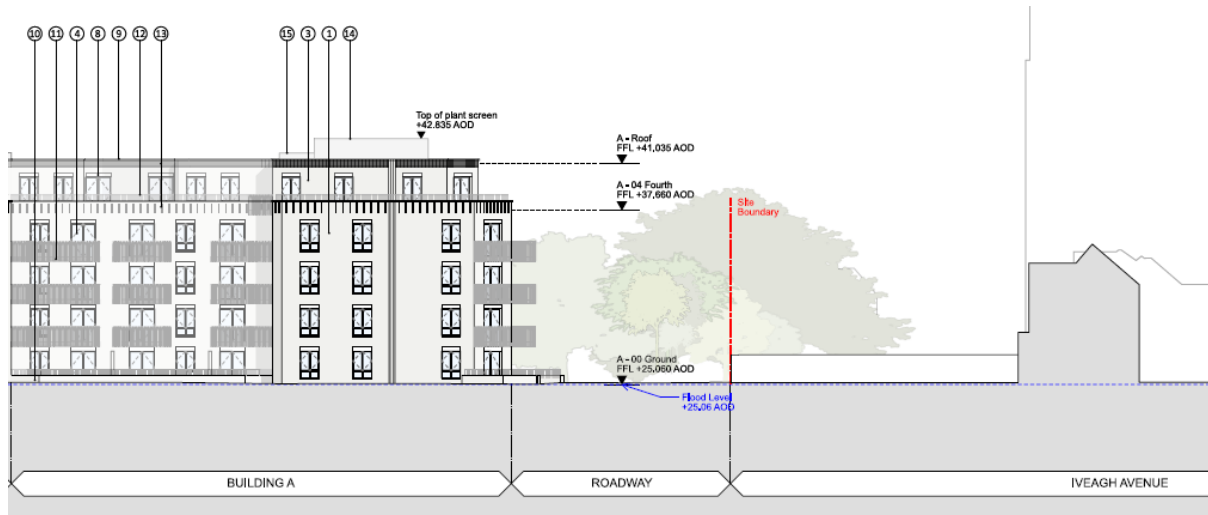 10 11 4 8 9 12 13 15 3 1 14
Top of plant screen
+42.835 AOD
A - Roof
FFL +41,035 AOD
A - 04 Fourth
FFL +37,660 AOD
Site
Boundary
A - 00 Ground
FFL +25,060 AOD
Flood Level
+25.06 AOD
BUILDING A
ROADWAY
IVEAGH AVENUE